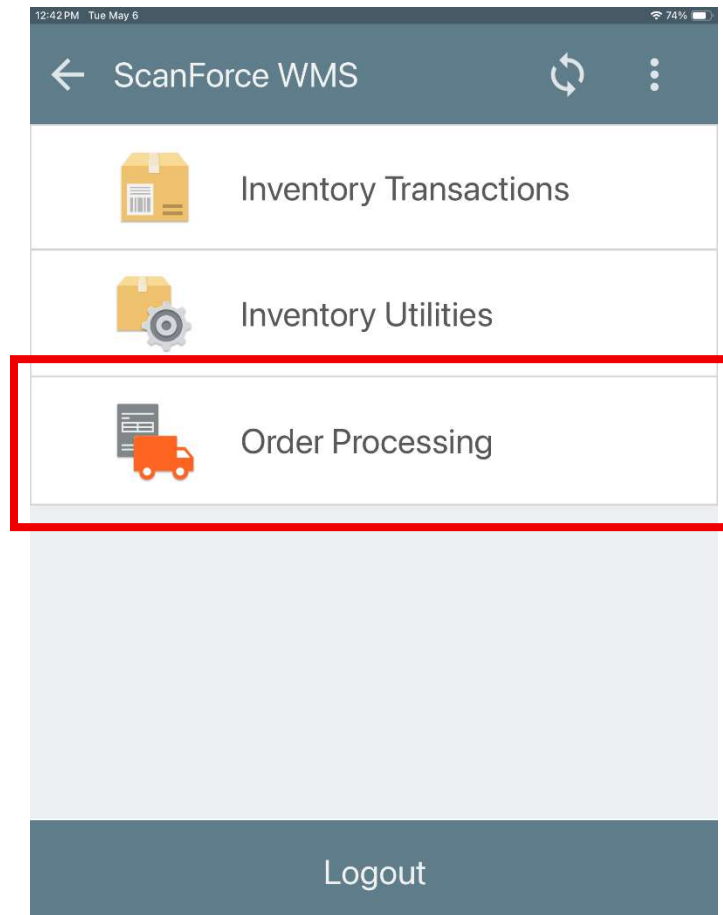 12:42 PM Tue May 6 74%
ScanForce WMS
Inventory Transactions
Inventory Utilities
Order Processing
Logout